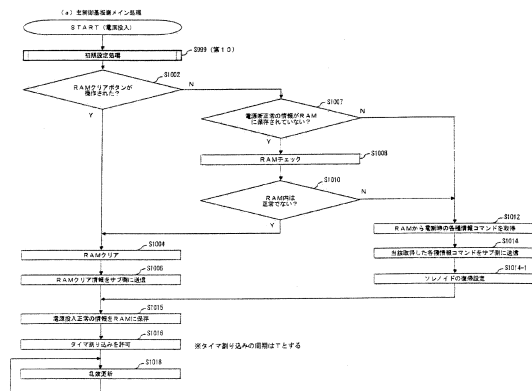 (a) 主制御基板側メイン処理
START(電源投入)
初期設定処理
S999(第10)
S1002
RAMクリアボタンが
操作された?
N
Y
S1007
電源断正常の情報がRAM
に保存されていない?
N
Y
S1008
RAMチェック
S1010
RAM内は
正常でない?
N
Y
S1004
RAMクリア
S1006
RAMクリア情報をサブ側に送信
S1012
RAMから電断時の各種情報コマンドを取得
S1014
当該取得した各種情報コマンドをサブ側に送信
S1014-1
ソレノイドの復帰設定
S1015
電源投入正常の情報をRAMに保存
S1016
タイマ割り込みを許可
※タイマ割り込みの周期はTとする
S1018
乱数更新